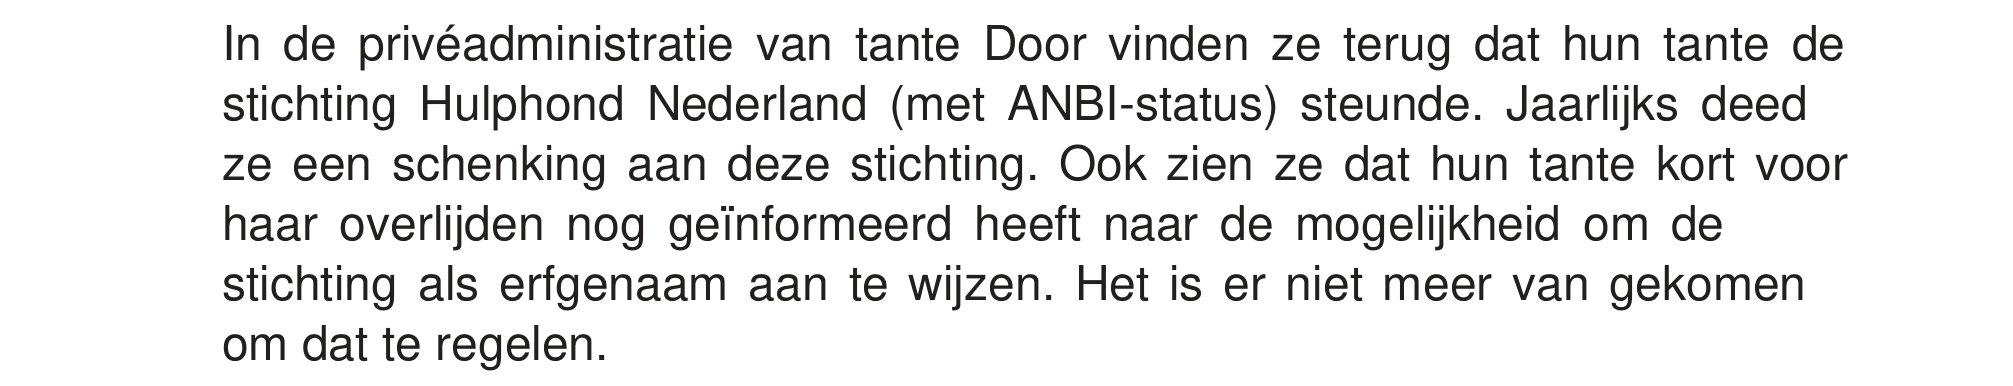 In de privéadministratie van tante Door vinden ze terug dat hun tante de
stichting Hulphond Nederland (met ANBI-status) steunde. Jaarlijks deed
ze een schenking aan deze stichting. Ook zien ze dat hun tante kort voor
haar overlijden nog geïnformeerd heeft naar de mogelijkheid om de
stichting als erfgenaam aan te wijzen. Het is er niet meer van gekomen
om dat te regelen.